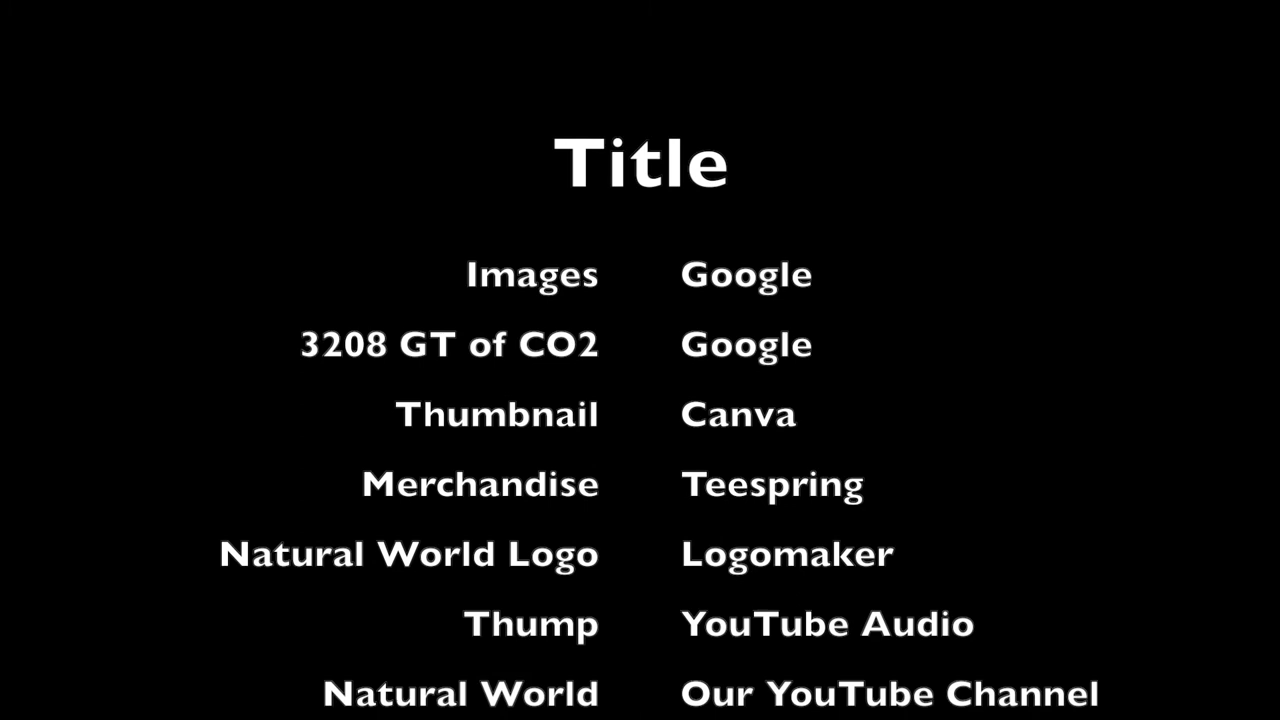 Title
Images Google
3208 GT of CO2 Google
Thumbnail Canva
Merchandise Teespring
Natural World Logo Logomaker
Thump YouTube Audio
Natural World Our YouTube Channel